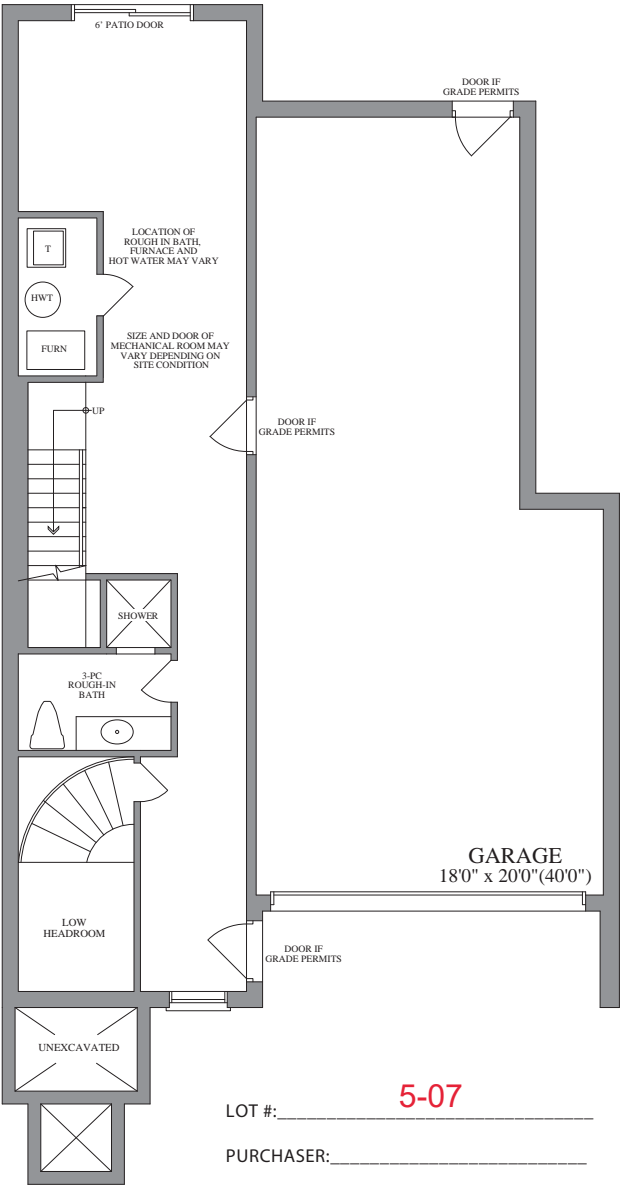 6' PATIO DOOR
DOOR IF
GRADE PERMITS
LOCATION OF
ROUGH IN BATH,
FURNACE AND
HOT WATER MAY VARY
T
HWT
FURN
SIZE AND DOOR OF
MECHANICAL ROOM MAY
VARY DEPENDING ON
SITE CONDITION
UP
DOOR IF
GRADE PERMITS
SHOWER
3-PC
ROUGH-IN
BATH
GARAGE
18'0" x 20'0"(40'0")
LOW
HEADROOM
DOOR IF
GRADE PERMITS
UNEXCAVATED
LOT #: 5-07
PURCHASER: